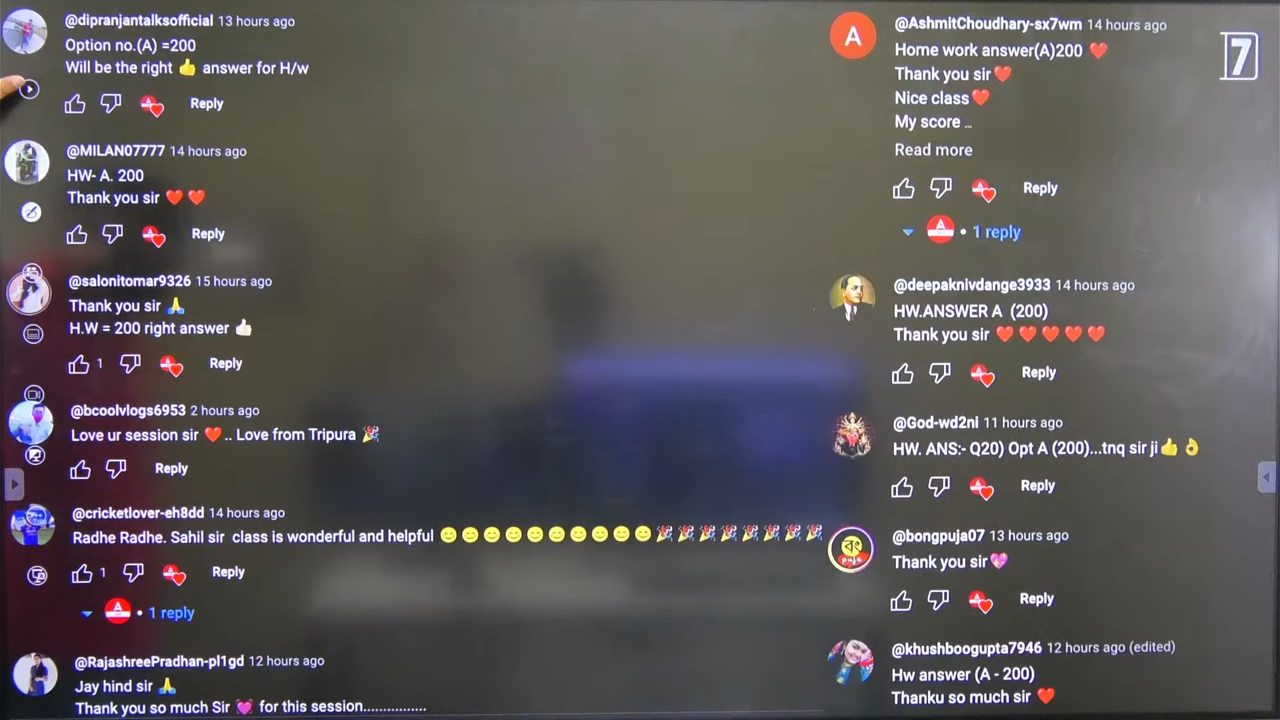 @dipranjantalksofficial 13 hours ago
Option no.(A) =200
Will be the right 👍 answer for H/w
Reply
@MILAN07777 14 hours ago
HW- A. 200
Thank you sir ❤️ ❤️
Reply
@salonitomar9326 15 hours ago
Thank you sir 🙏
H.W = 200 right answer 👍🏻
1 Reply
@bcoolvlogs6953 2 hours ago
Love ur session sir ❤️ .. Love from Tripura 🎉
Reply
@cricketlover-eh8dd 14 hours ago
Radhe Radhe. Sahil sir class is wonderful and helpful 😊 😊 😊 😊 😊 😊 😊 😊 😊 😊 🎉 🎉 🎉 🎉 🎉 🎉 🎉 🎉
1 Reply
A • 1 reply
@RajashreePradhan-pl1gd 12 hours ago
Jay hind sir 🙏
Thank you so much Sir 💓 for this session...............
A
@AshmitChoudhary-sx7wm 14 hours ago
Home work answer(A)200 ❤️
Thank you sir❤️
Nice class❤️
My score ...
Read more
Reply
A • 1 reply
@deepaknivdange3933 14 hours ago
HW.ANSWER A (200)
Thank you sir ❤️ ❤️ ❤️ ❤️ ❤️
Reply
@God-wd2ni 11 hours ago
HW. ANS:- Q20) Opt A (200)...tnq sir ji👍 👌
Reply
বং
puja
@bongpuja07 13 hours ago
Thank you sir💖
Reply
@khushboogupta7946 12 hours ago (edited)
Hw answer (A - 200)
Thanku so much sir ❤️
7